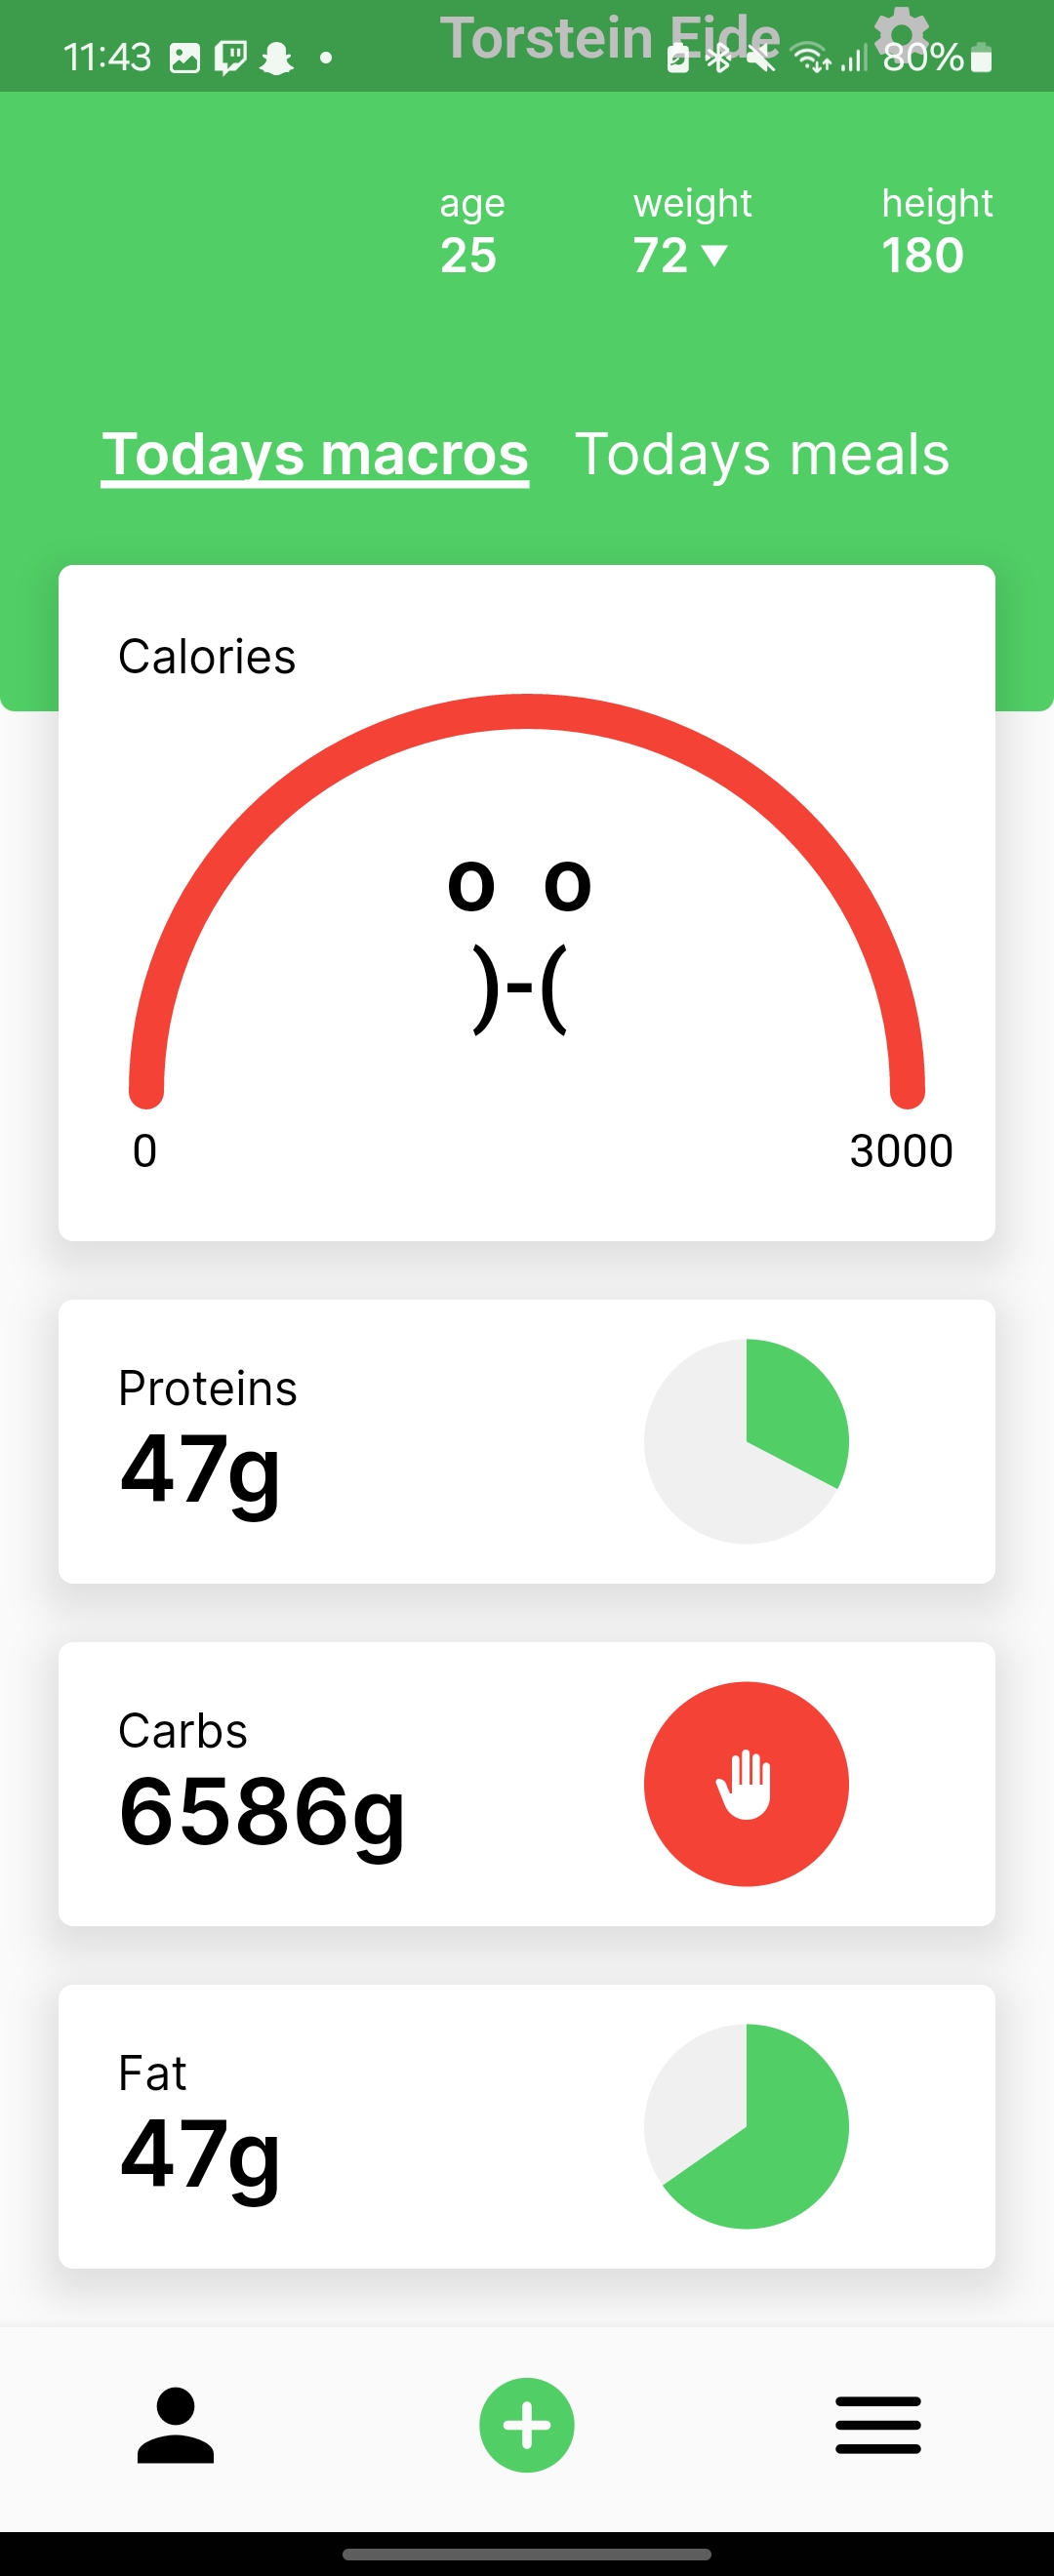 Torstein Eide
11:43
80%
age weight height
25 72 180
Todays macros Todays meals
Calories
o o
)-(
0 3000
Proteins
47g
Carbs
6586g
Fat
47g